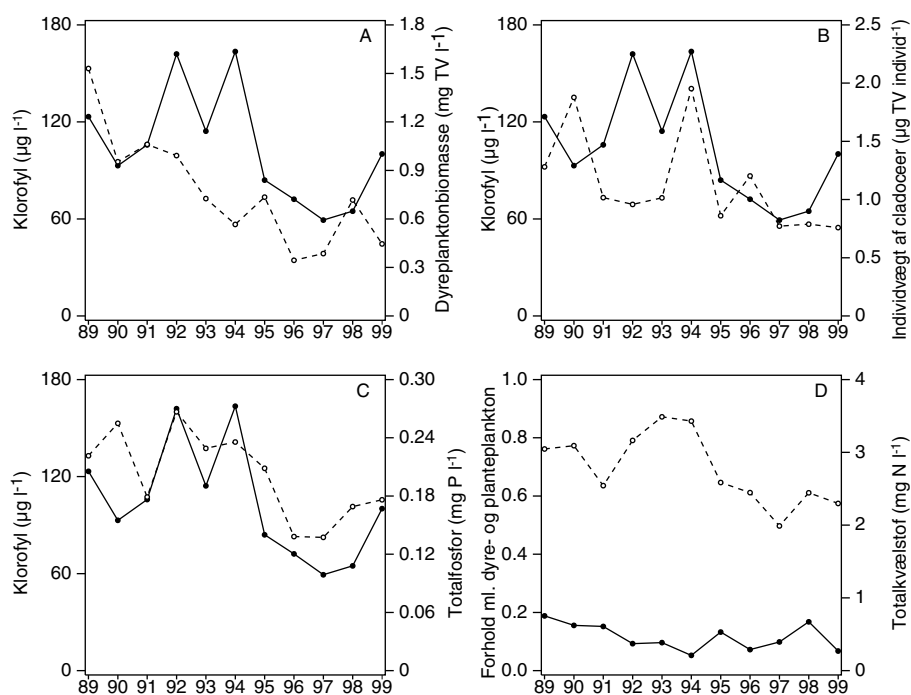 A
Klorofyl (µg l-1)
180
120
60
0
1.8
1.5
1.2
0.9
0.6
0.3
0
Dyreplanktonbiomasse (mg TV l-1)
89 90 91 92 93 94 95 96 97 98 99
B
Klorofyl (µg l-1)
180
120
60
0
2.5
2.0
1.5
1.0
0.5
0
Individvægt af cladoceer (µg TV individ-1)
89 90 91 92 93 94 95 96 97 98 99
C
Klorofyl (µg l-1)
180
120
60
0
0.30
0.24
0.18
0.12
0.06
0
Totalfosfor (mg P l-1)
89 90 91 92 93 94 95 96 97 98 99
D
Forhold ml. dyre- og planteplankton
1.0
0.8
0.6
0.4
0.2
0.0
4
3
2
1
0
Totalkvælstof (mg N l-1)
89 90 91 92 93 94 95 96 97 98 99